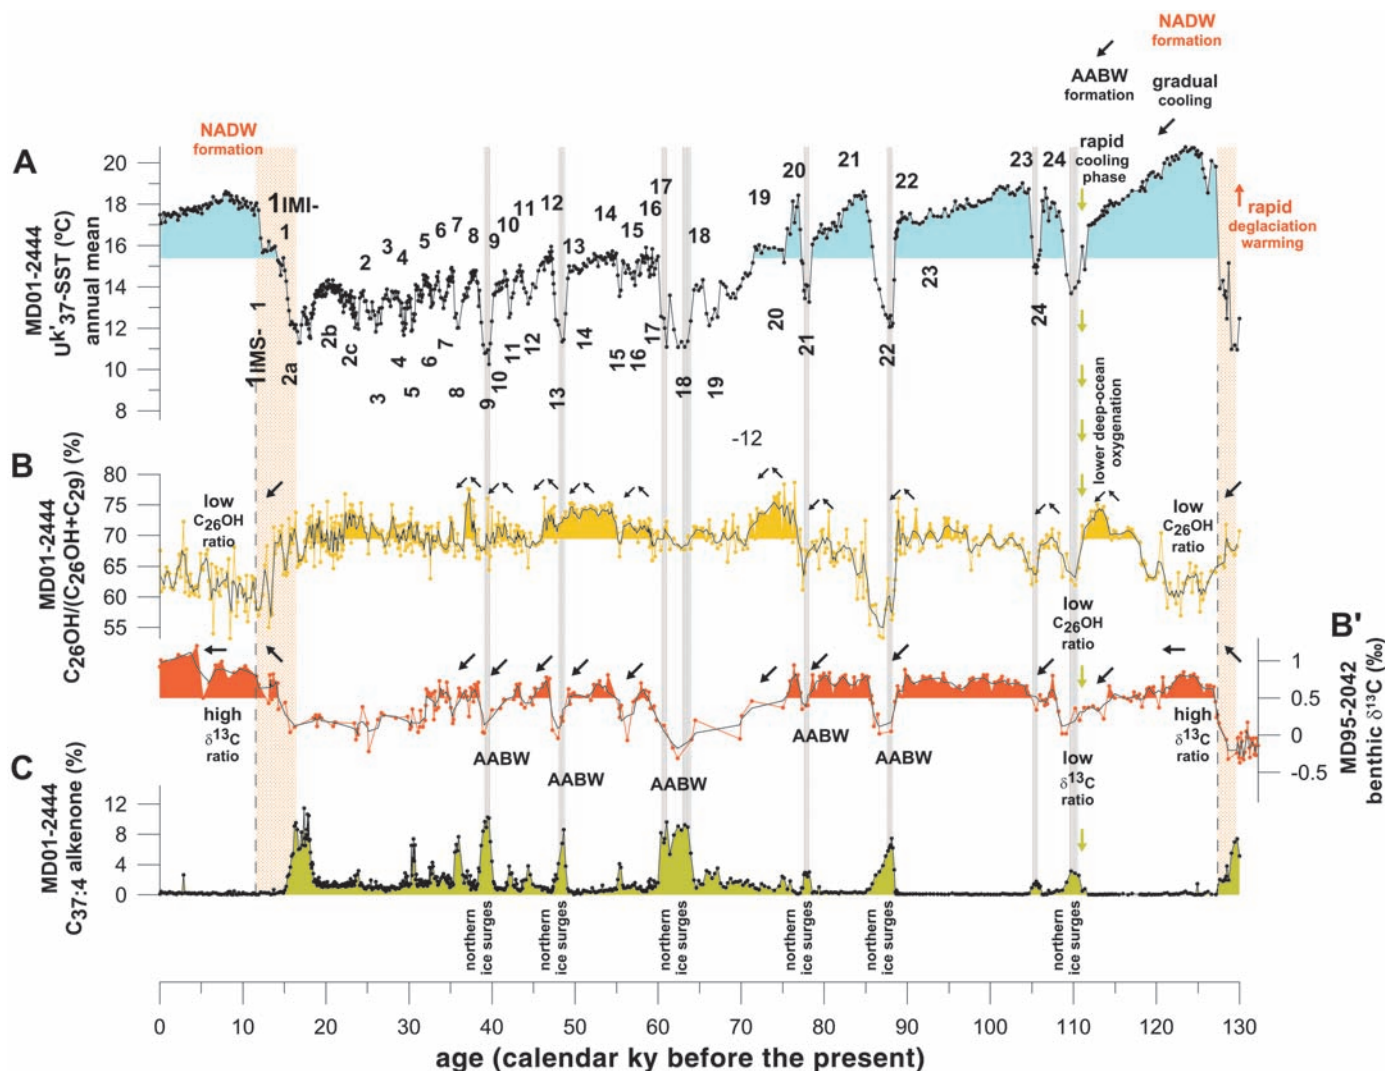 NADW
formation
AABW
formation
gradual
cooling
NADW
formation
A
20
18
16
14
12
10
8
MD01-2444
Uk'37-SST (ºC)
annual mean
1IMI-
1
2
3
4
5
6
7
8
9
10
11
12
13
14
15
16
17
18
19
20
21
22
23
24
rapid
cooling
phase
rapid
deglaciation
warming
1IMS-
1
2a
2b
2c
3
4
5
6
7
8
9
10
11
12
13
14
15
16
17
18
19
20
21
22
23
24
lower deep-ocean
oxygenation
-12
B
80
75
70
65
60
55
MD01-2444
C26OH/(C26OH+C29) (%)
low
C26OH
ratio
low
C26OH
ratio
low
C26OH
ratio
B'
1
0.5
0
-0.5
MD95-2042
benthic δ13C (‰)
high
δ13C
ratio
AABW
AABW
AABW
AABW
AABW
low
δ13C
ratio
high
δ13C
ratio
C
12
8
4
0
MD01-2444
C37:4 alkenone (%)
northern
ice surges
northern
ice surges
northern
ice surges
northern
ice surges
northern
ice surges
northern
ice surges
0 10 20 30 40 50 60 70 80 90 100 110 120 130
age (calendar ky before the present)